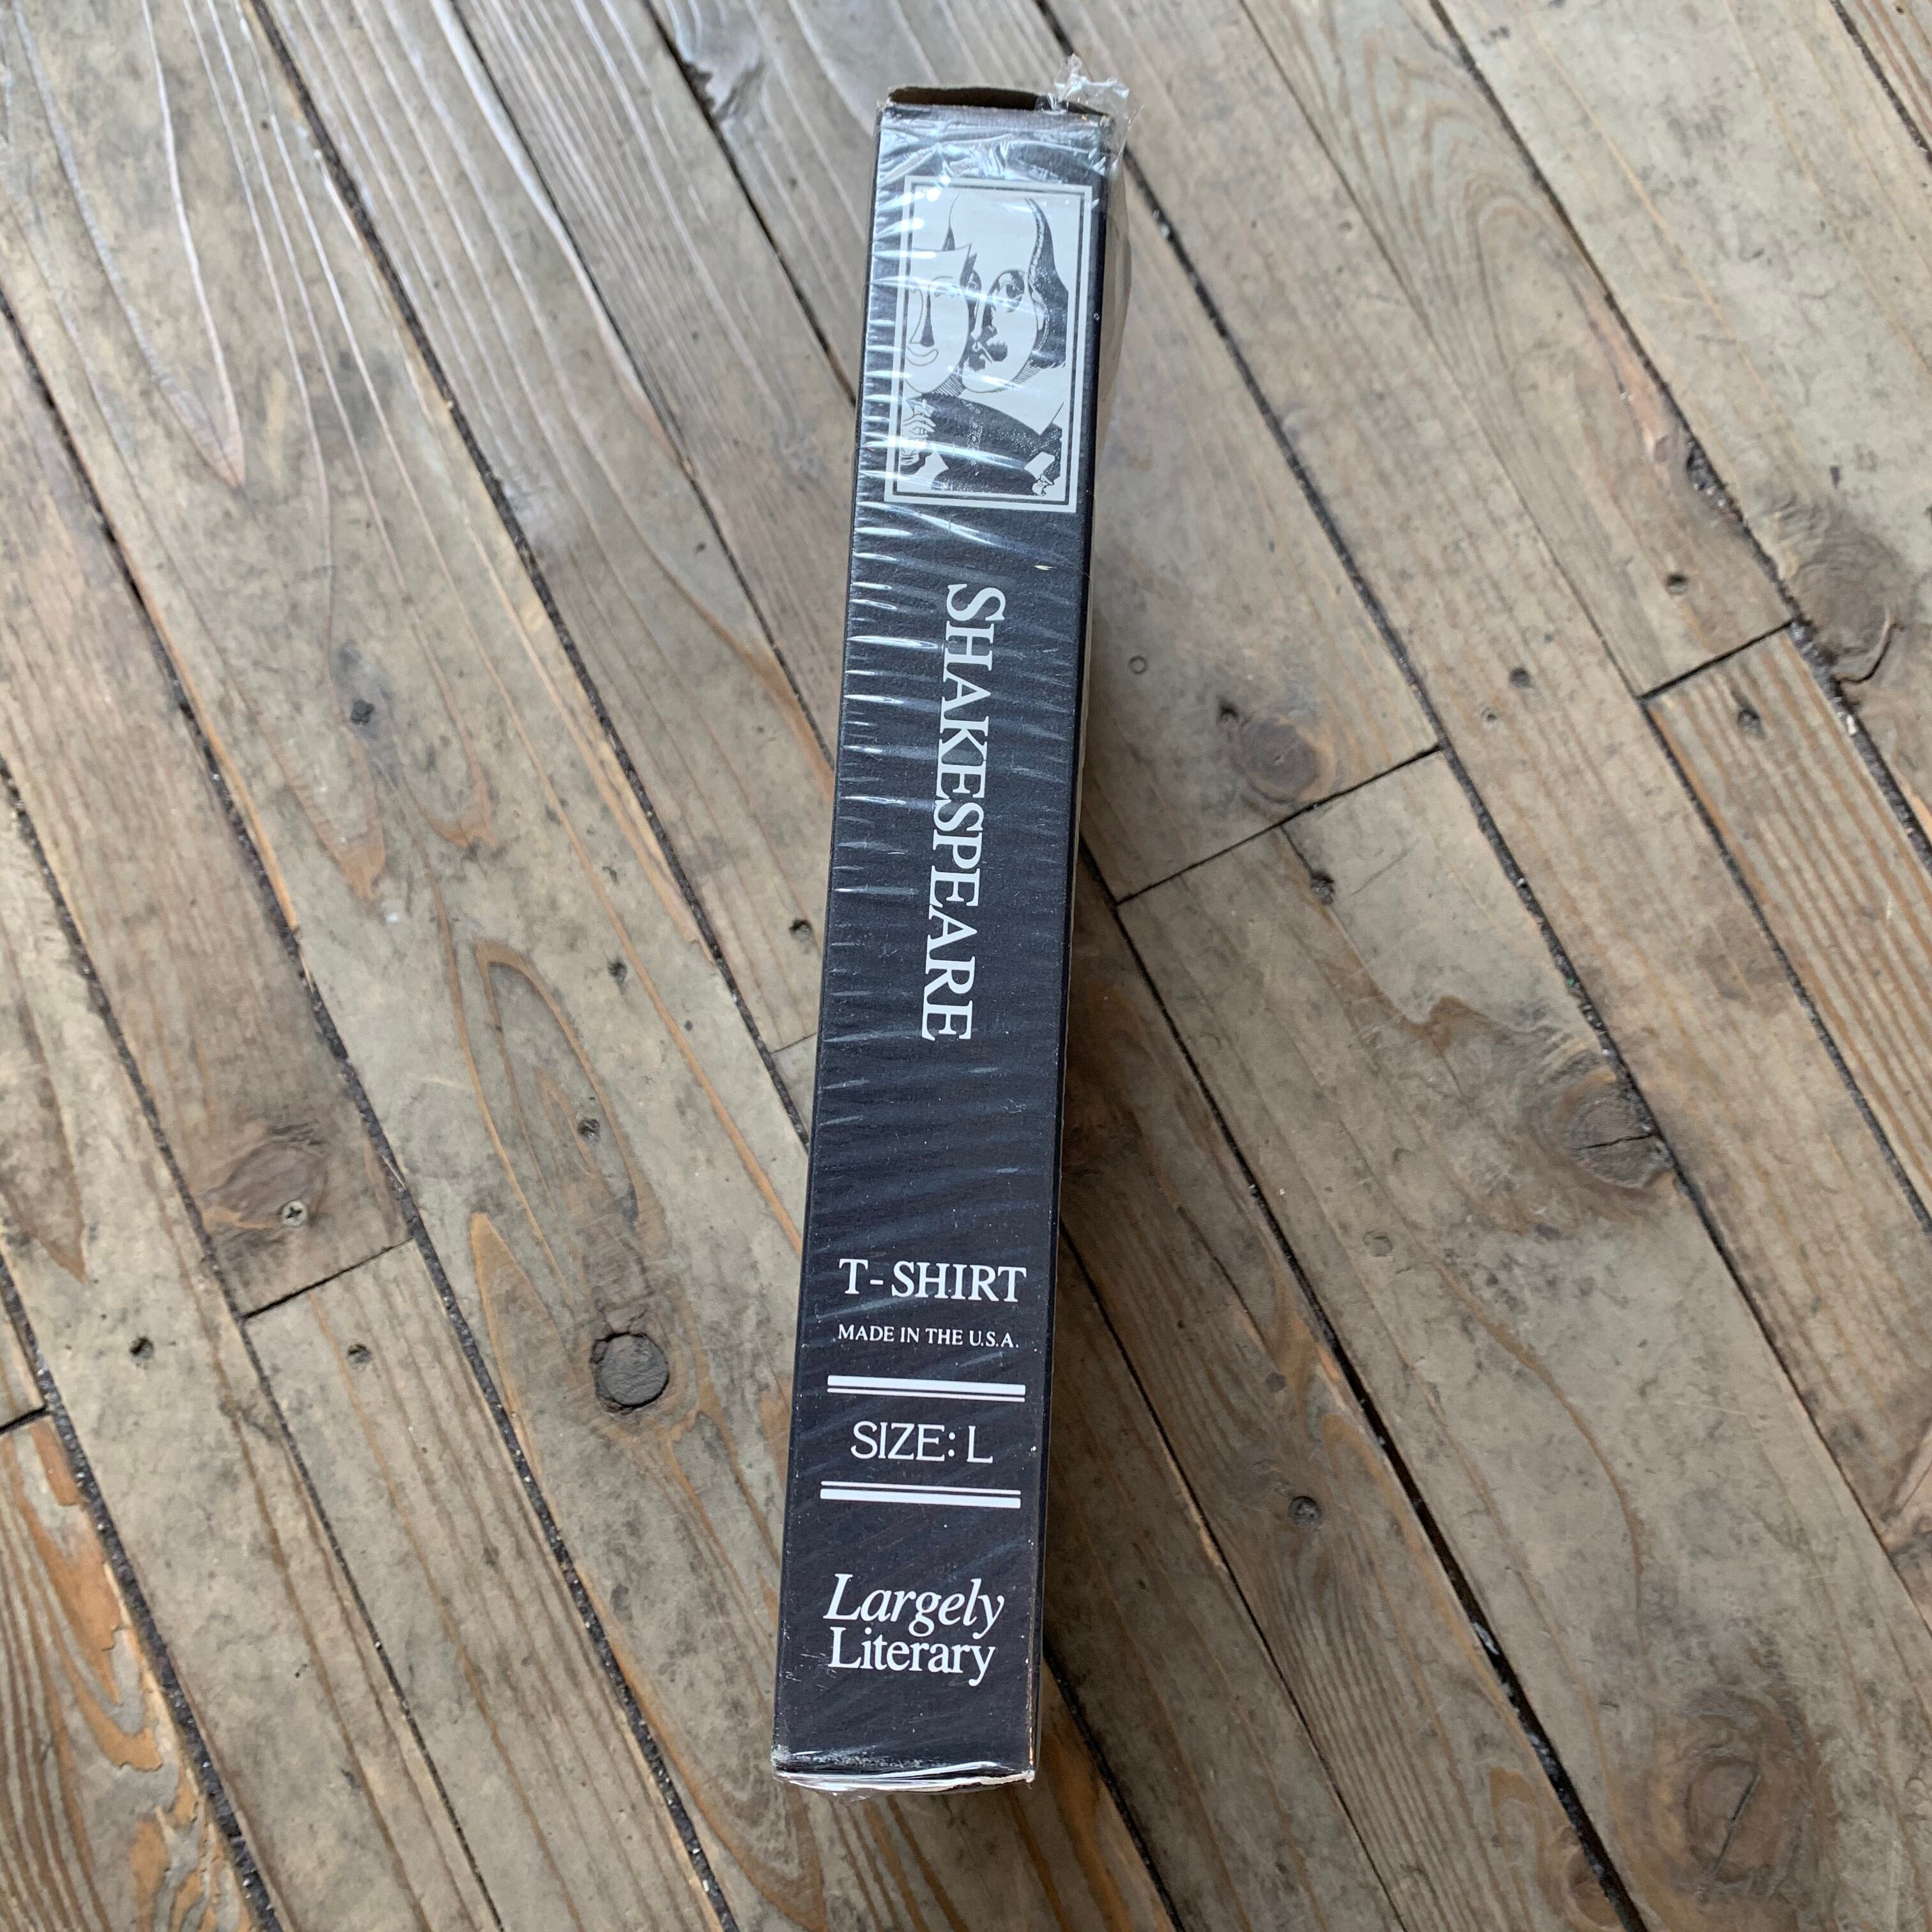 SHAKESPEARE
T-SHIRT
MADE IN THE U.S.A.
SIZE: L
Largely
Literary